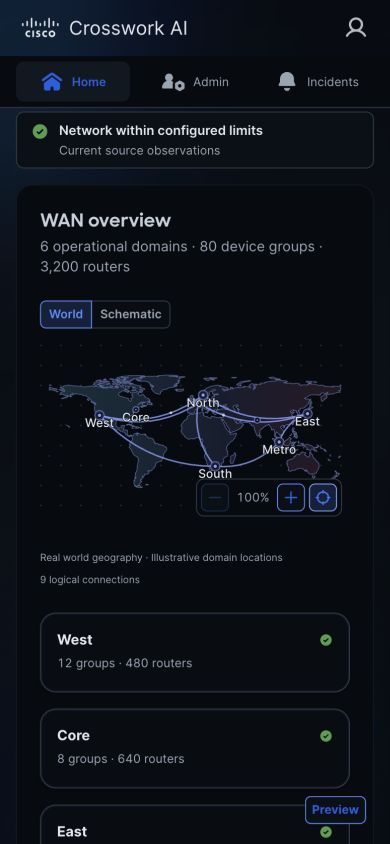 CISCO
Crosswork AI
Home
Admin
Incidents
Network within configured limits
Current source observations
WAN overview
6 operational domains · 80 device groups ·
3,200 routers
World
Schematic
North
Core
West
East
Metro
South
100%
Real world geography · Illustrative domain locations
9 logical connections
West
12 groups · 480 routers
Core
8 groups · 640 routers
Preview
East